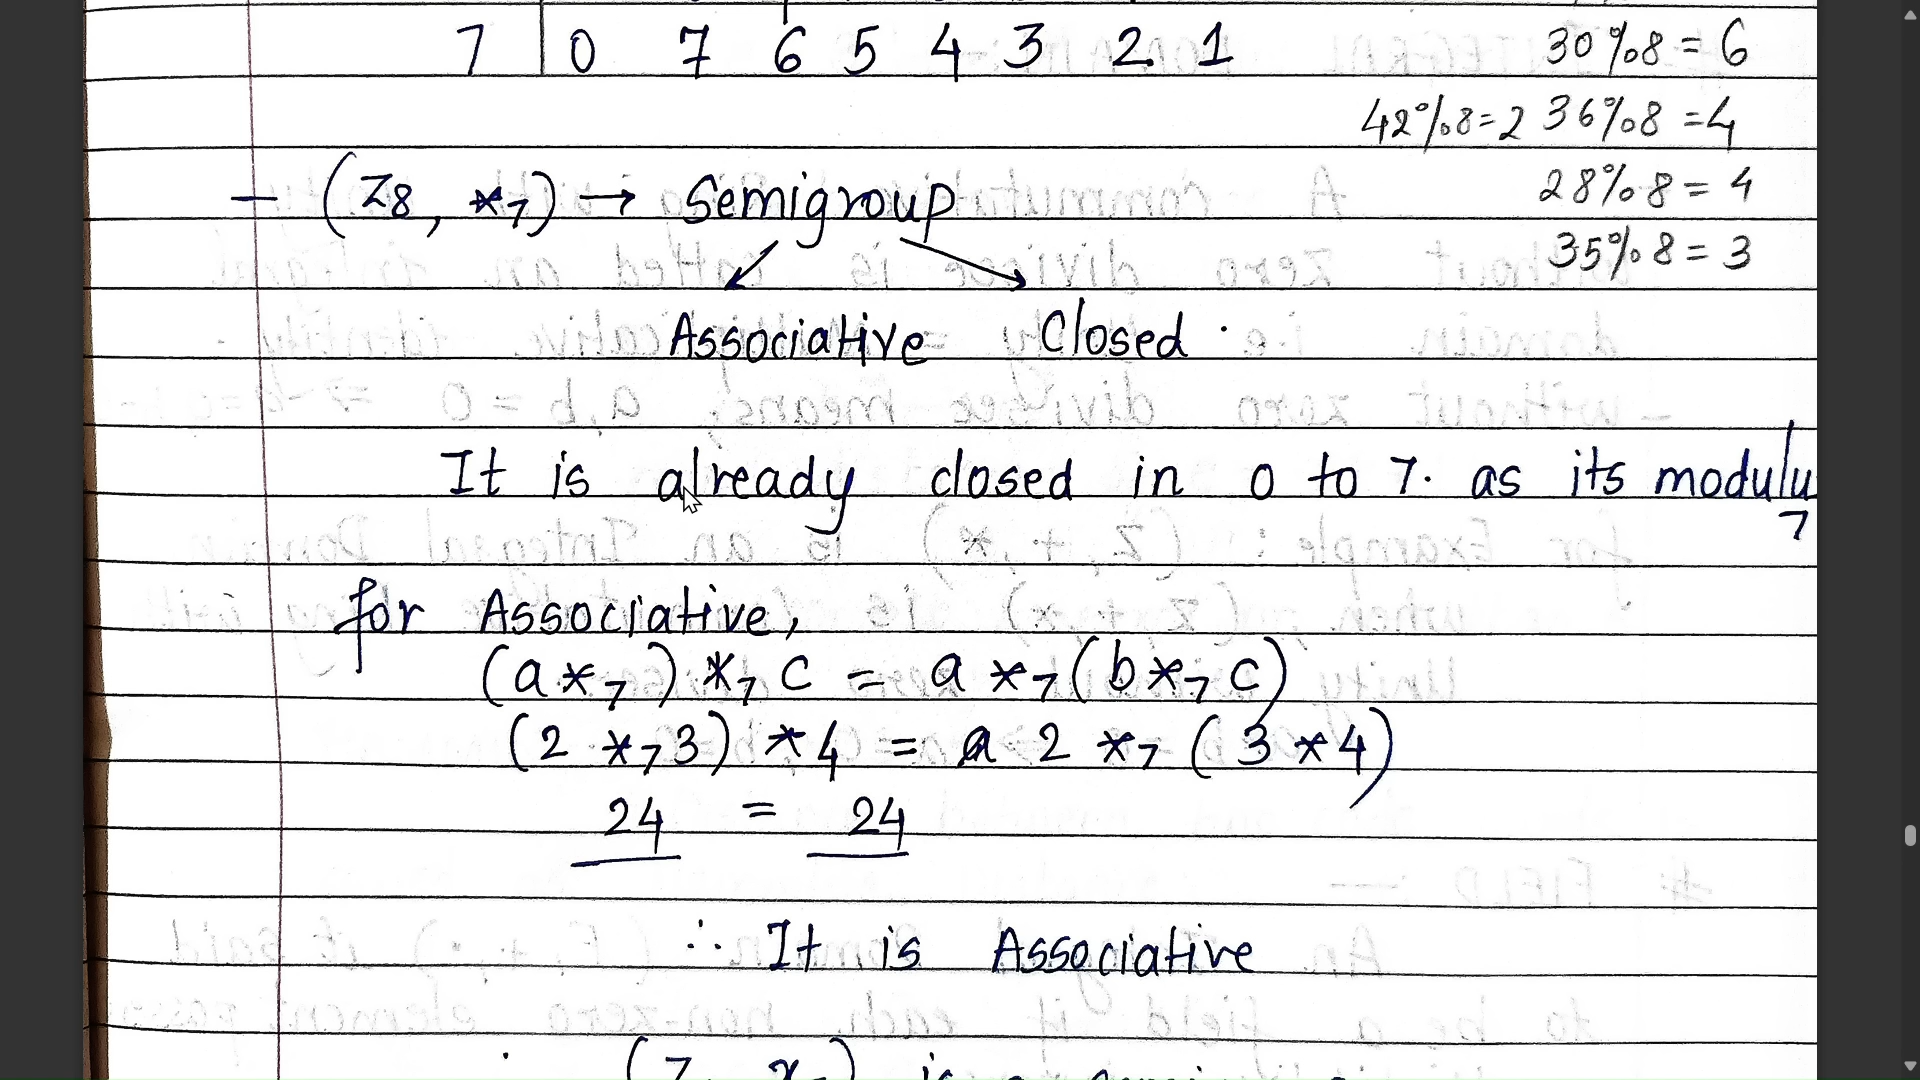 7 | 0 7 6 5 4 3 2 1
30%8 = 6
42%8=2 36%8 =4
28%8 = 4
- (Z8, *7) → Semigroup
35%8 = 3
Associative Closed.
It is already closed in 0 to 7. as its modulu
7
for Associative,
(a*7 ) *7 c = a *7 (b *7 c)
(2 *7 3) * 4 = a 2 *7 (3 * 4)
24 = 24
∴ It is Associative